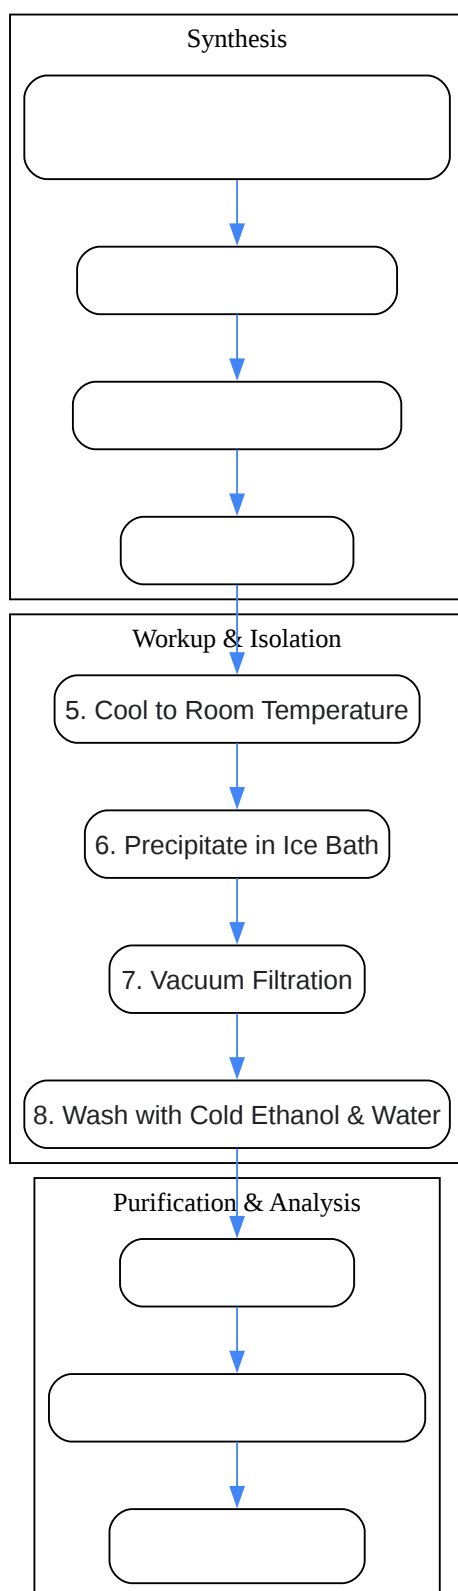 Synthesis
Workup & Isolation
5. Cool to Room Temperature
6. Precipitate in Ice Bath
7. Vacuum Filtration
8. Wash with Cold Ethanol & Water
Purification & Analysis